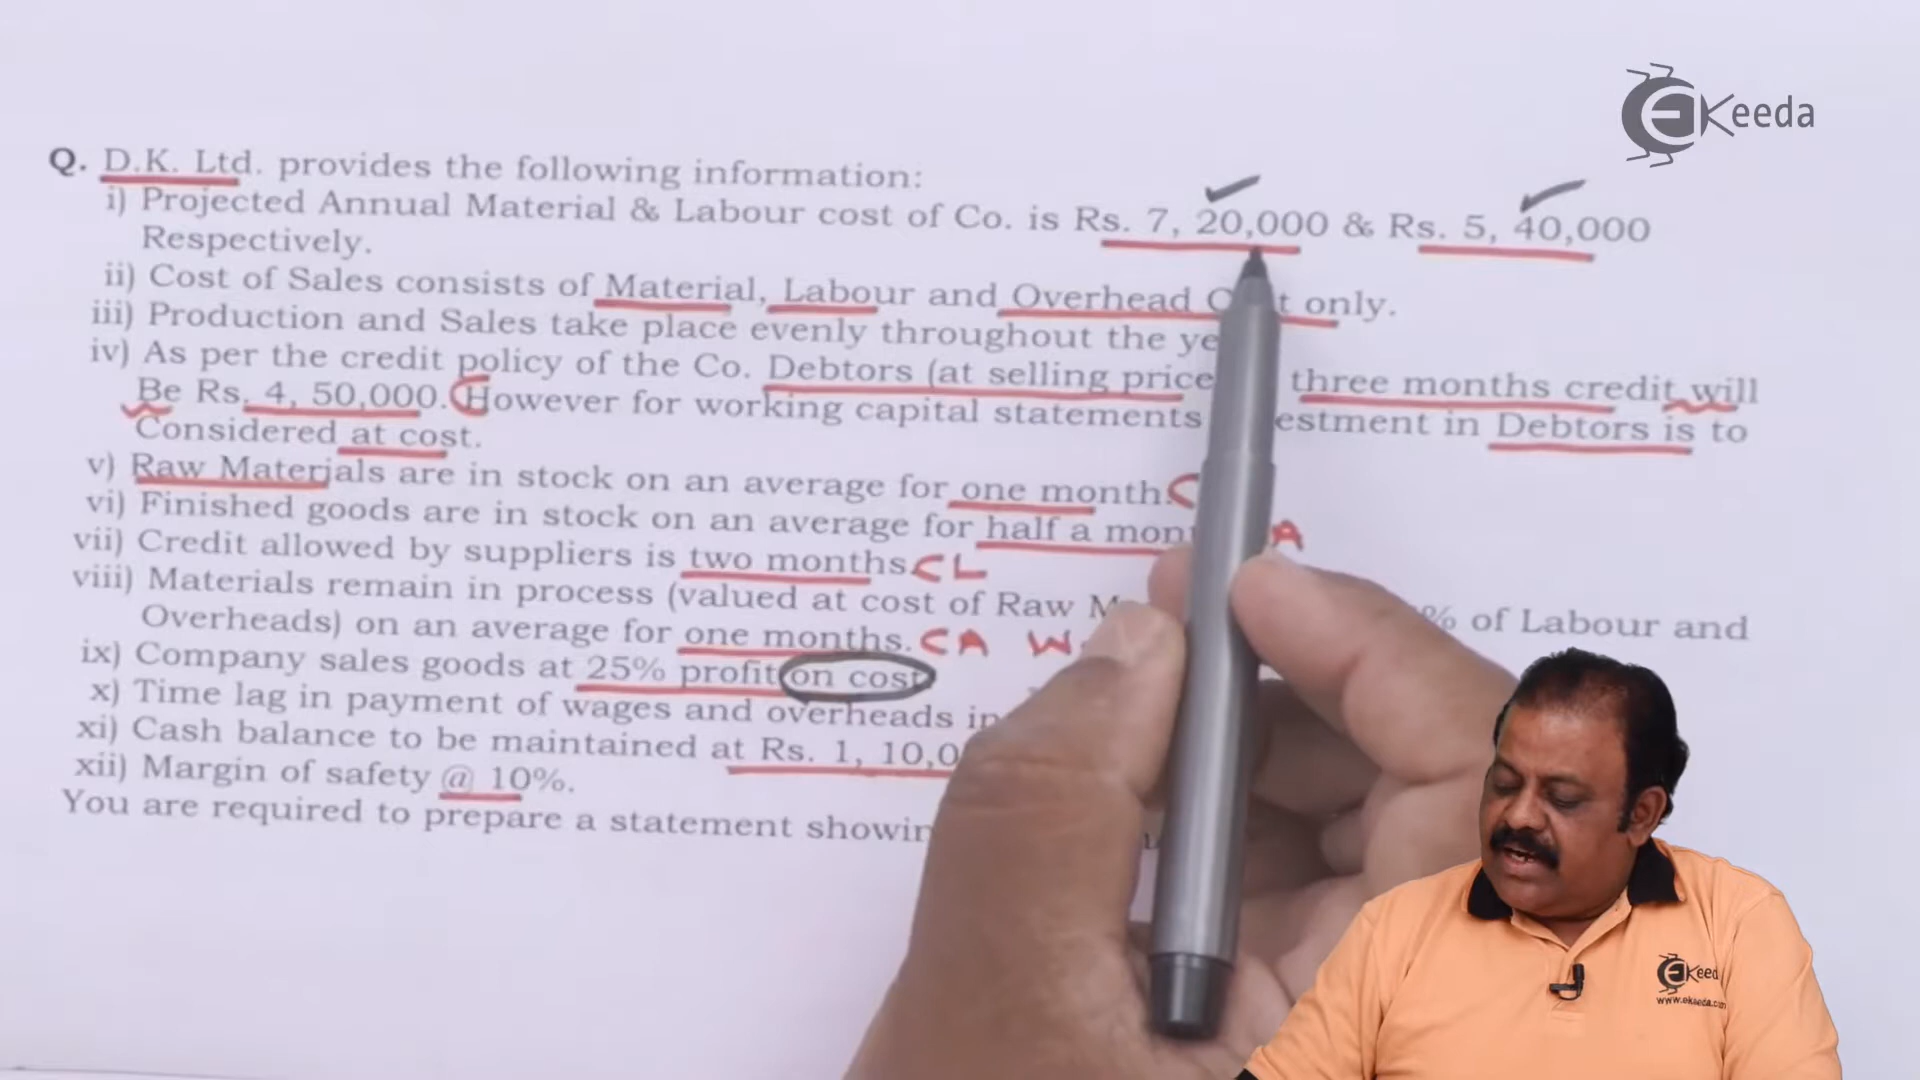 EKeeda
Q. D.K. Ltd. provides the following information:
i) Projected Annual Material & Labour cost of Co. is Rs. 7, 20,000 & Rs. 5, 40,000
Respectively.
ii) Cost of Sales consists of Material, Labour and Overhead only.
iii) Production and Sales take place evenly throughout the
iv) As per the credit policy of the Co. Debtors (at selling price three months credit will
Be Rs. 4, 50,000. However for working capital statements Debtors is to
Considered at cost.
v) Raw Materials are in stock on an average for one month. C
vi) Finished goods are in stock on an average for half a A
vii) Credit allowed by suppliers is two months CL
viii) Materials remain in process (valued at cost of Raw % of Labour and
Overheads) on an average for one months. CA W
ix) Company sales goods at 25% profit on cost
x) Time lag in payment of wages and overheads
xi) Cash balance to be maintained at Rs. 1, 10,0
xii) Margin of safety @ 10%.
You are required to prepare a statement
EKeeda
www.ekeeda.com